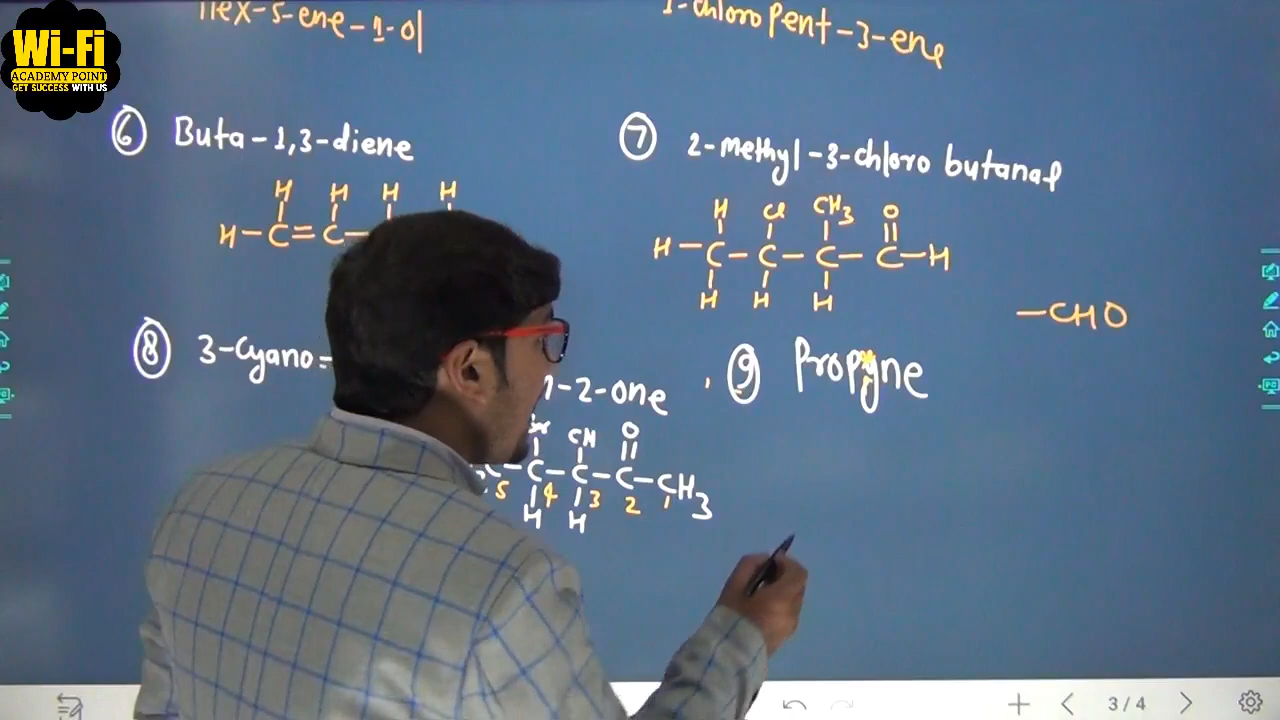 Wi-Fi
ACADEMY POINT
GET SUCCESS WITH US
Hex-5-ene-1-ol
1-chloropent-3-ene
⑥ Buta-1,3-diene
H H H H
H-C=C-
⑦ 2-methyl-3-chloro butanal
H Cl CH3 O
H-C-C-C-C-H
H H H
-CHO
⑧ 3-Cyano-
-2-one
CN O
C-C-C-C-CH3
5 4 3 2 1
H H
⑨ Propyne
3/4